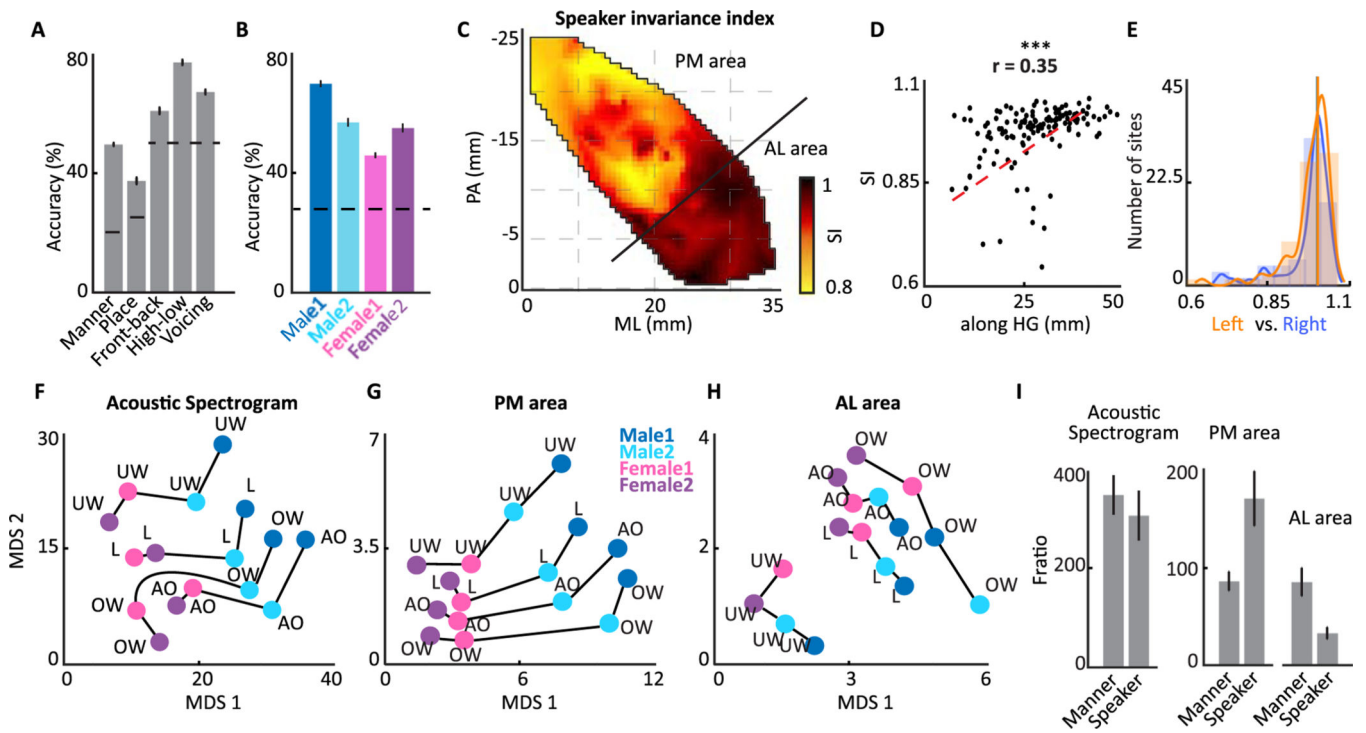 A
80
40
0
Accuracy (%)
Manner
Place
Front-back
High-low
Voicing
B
80
40
0
Accuracy (%)
Male1
Male2
Female1
Female2
Speaker invariance index
C
-25
-15
-5
0
PA (mm)
PM area
AL area
1
SI
0.8
0
20
35
ML (mm)
D
***
r = 0.35
1.1
0.85
0.6
SI
0
25
50
along HG (mm)
E
45
22.5
0
Number of sites
0.6
0.85
1.1
Left vs. Right
F
Acoustic Spectrogram
30
15
0
MDS 2
UW
UW
UW
UW
L
L
L
L
OW
OW
OW
OW
AO
AO
AO
AO
0
20
40
MDS 1
G
PM area
Male1
Male2
Female1
Female2
7
3.5
0
UW
UW
UW
L
L
L
AO
AO
AO
OW
OW
OW
0
6
12
MDS 1
H
AL area
4
2
0
OW
OW
OW
OW
AO
AO
AO
AO
L
L
L
L
UW
UW
UW
UW
0
3
6
MDS 1
I
Acoustic
Spectrogram
PM area
AL area
400
200
0
Fratio
200
100
0
Manner
Speaker
Manner
Speaker
Manner
Speaker